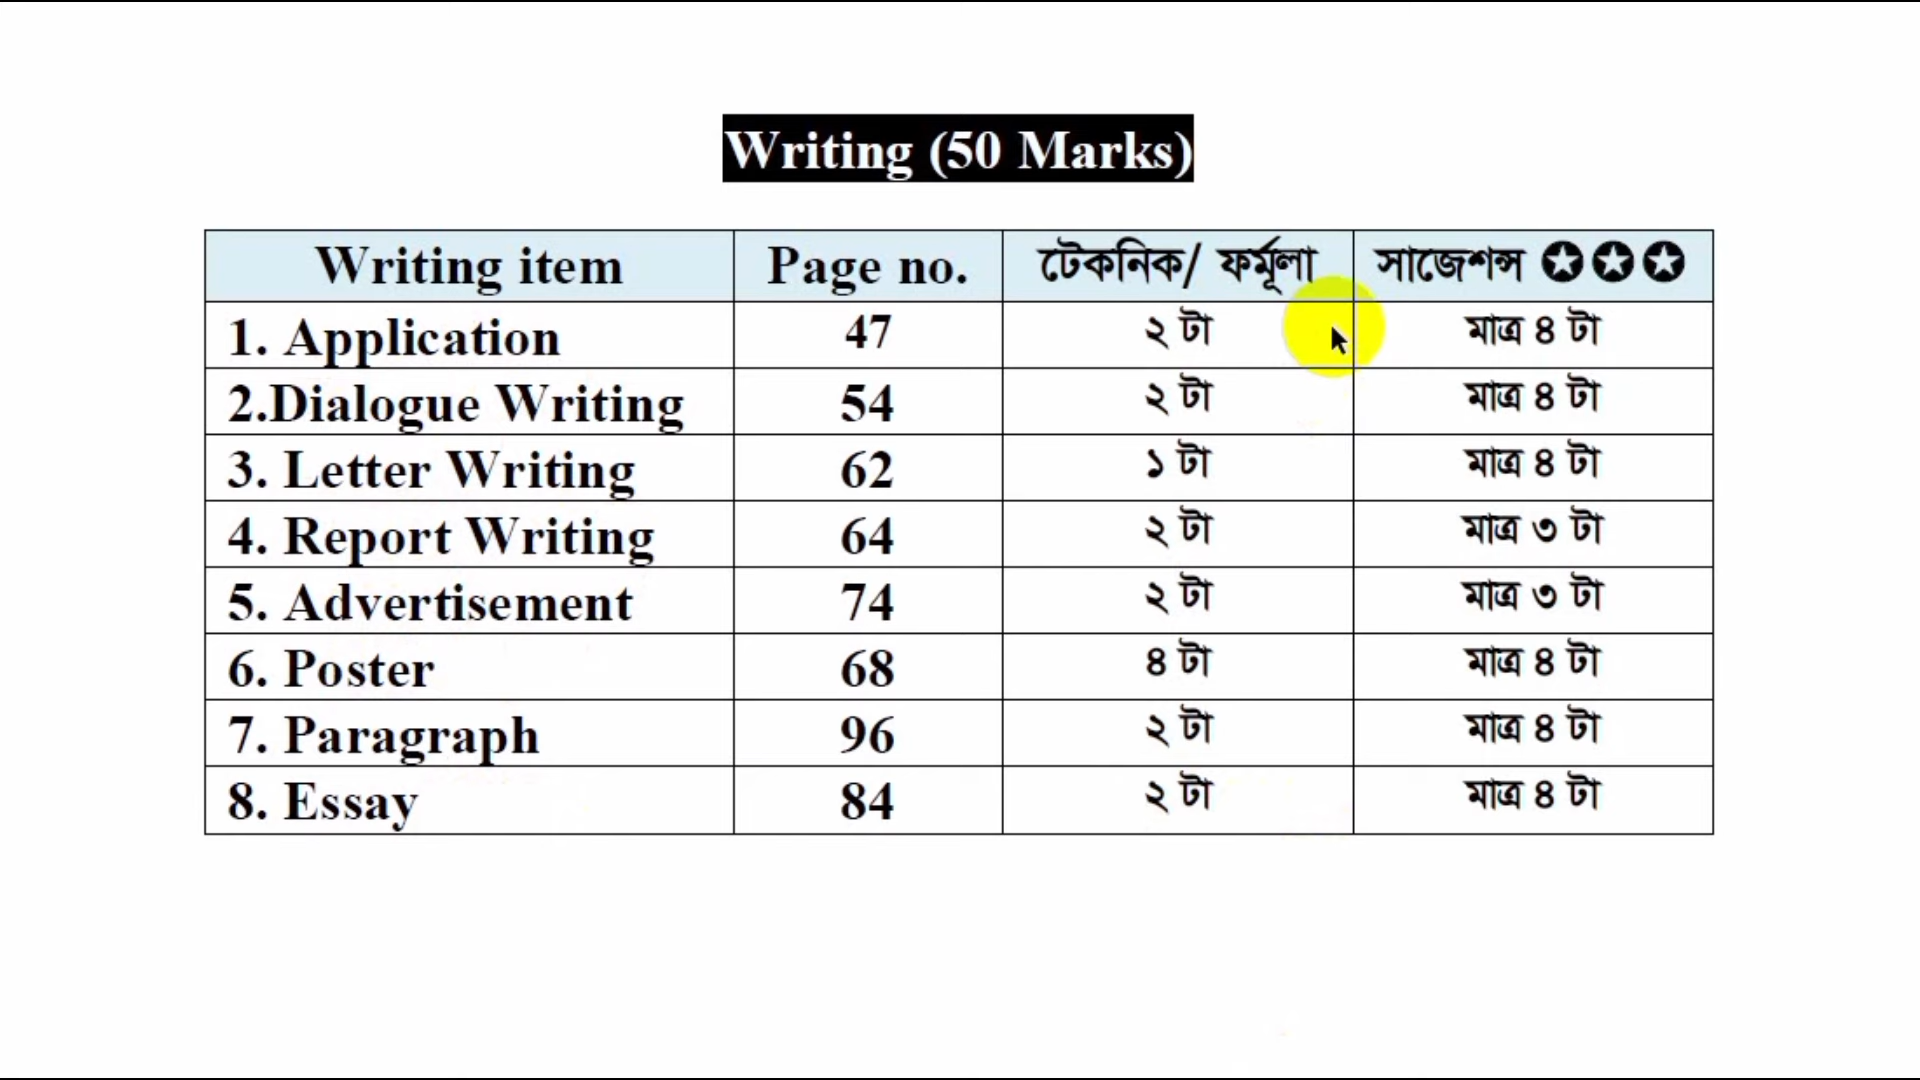 Writing (50 Marks)
Writing item Page no. টেকনিক/ ফর্মূলা সাজেশন্স ✪✪✪
1. Application 47 ২ টা মাত্র ৪ টা
2.Dialogue Writing 54 ২ টা মাত্র ৪ টা
3. Letter Writing 62 ১ টা মাত্র ৪ টা
4. Report Writing 64 ২ টা মাত্র ৩ টা
5. Advertisement 74 ২ টা মাত্র ৩ টা
6. Poster 68 ৪ টা মাত্র ৪ টা
7. Paragraph 96 ২ টা মাত্র ৪ টা
8. Essay 84 ২ টা মাত্র ৪ টা